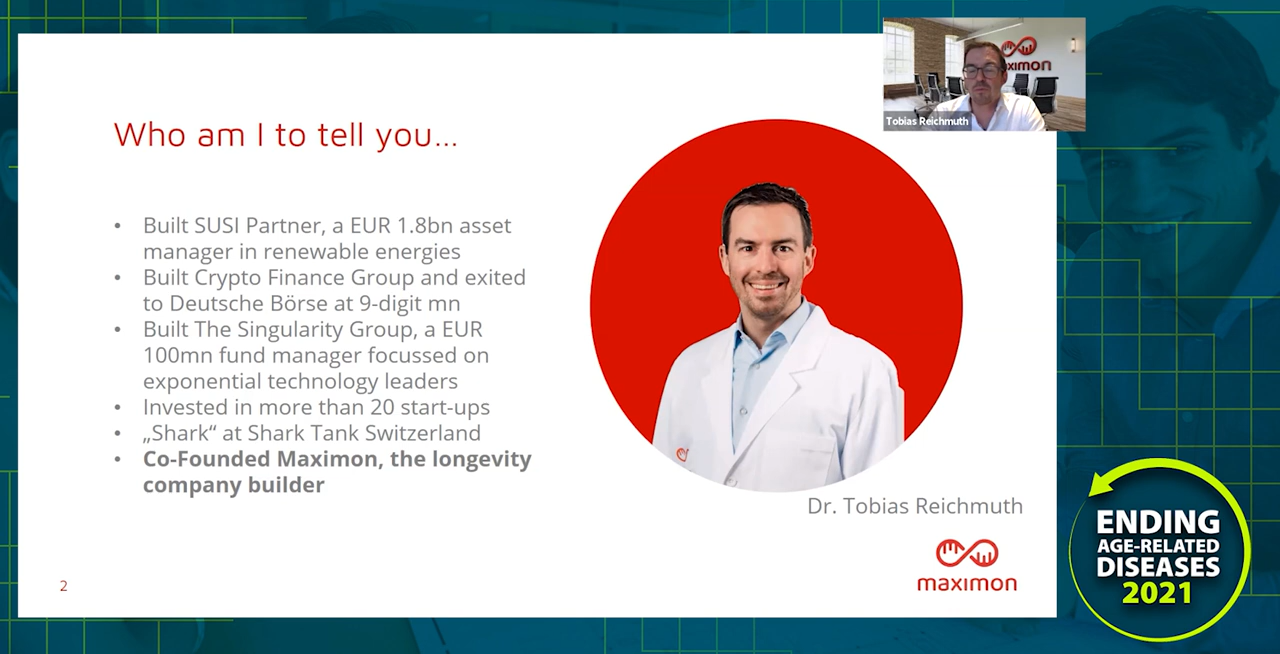 Who am I to tell you...
• Built SUSI Partner, a EUR 1.8bn asset
manager in renewable energies
• Built Crypto Finance Group and exited
to Deutsche Börse at 9-digit mn
• Built The Singularity Group, a EUR
100mn fund manager focussed on
exponential technology leaders
• Invested in more than 20 start-ups
• „Shark“ at Shark Tank Switzerland
• Co-Founded Maximon, the longevity
company builder
2
Tobias Reichmuth
Dr. Tobias Reichmuth
maximon
ENDING
AGE-RELATED
DISEASES
2021